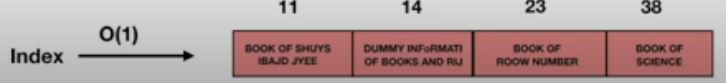 11 14 23 38
O(1)
Index
BOOK OF SHUYS
IBAJD JYEE
DUMMY INFoRMATI
OF BOOKS AND RIJ
BOOK OF
ROOW NUMBER
BOOK OF
SCIENCE